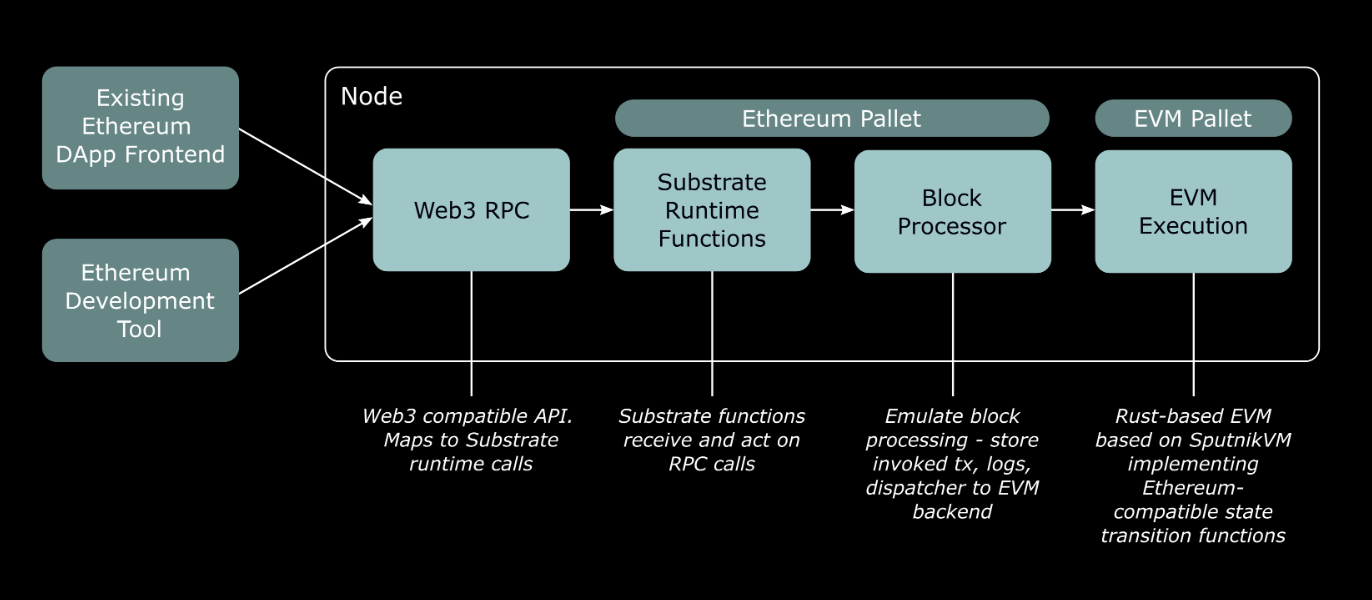 Existing
Ethereum
DApp Frontend
Ethereum
Development
Tool
Node
Ethereum Pallet
EVM Pallet
Web3 RPC
Substrate
Runtime
Functions
Block
Processor
EVM
Execution
Web3 compatible API.
Maps to Substrate
runtime calls
Substrate functions
receive and act on
RPC calls
Emulate block
processing - store
invoked tx, logs,
dispatcher to EVM
backend
Rust-based EVM
based on SputnikVM
implementing
Ethereum-
compatible state
transition functions